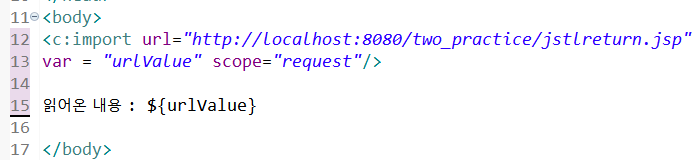 11 <body>
12 <c:import url="http://localhost:8080/two_practice/jstlreturn.jsp"
13 var = "urlValue" scope="request"/>
14
15 읽어온 내용 : ${urlValue}
16
17 </body>